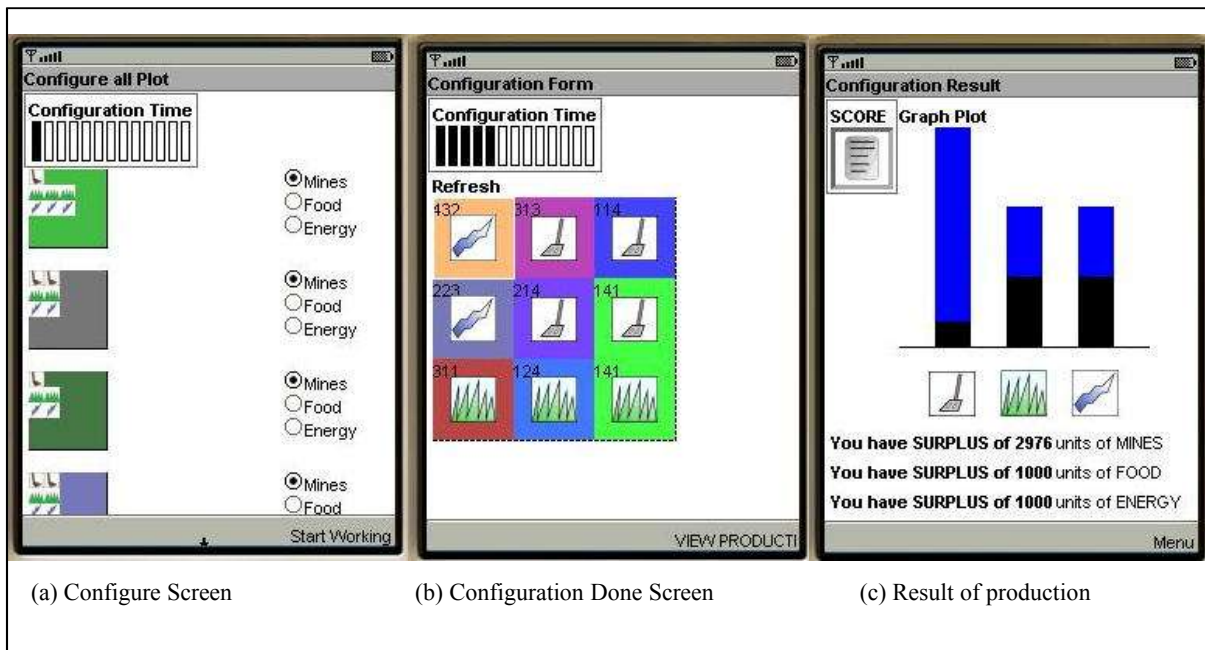 Configure all Plot
Configuration Time
Mines
Food
Energy
Mines
Food
Energy
Mines
Food
Energy
Mines
Food
Start Working
(a) Configure Screen
Configuration Form
Configuration Time
Refresh
432 313 114
223 214 141
311 124 141
VIEW PRODUCTI
(b) Configuration Done Screen
Configuration Result
SCORE Graph Plot
You have SURPLUS of 2976 units of MINES
You have SURPLUS of 1000 units of FOOD
You have SURPLUS of 1000 units of ENERGY
Menu
(c) Result of production